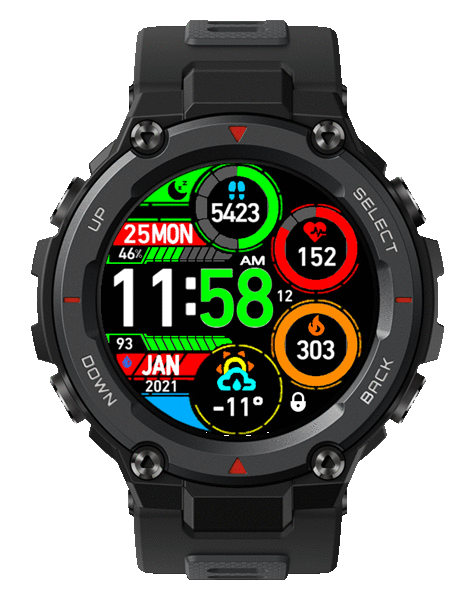 UP
SELECT
5423
25MON
152
46%
AM
11:58
12
93
303
JAN
2021
-11°
DOWN
BACK